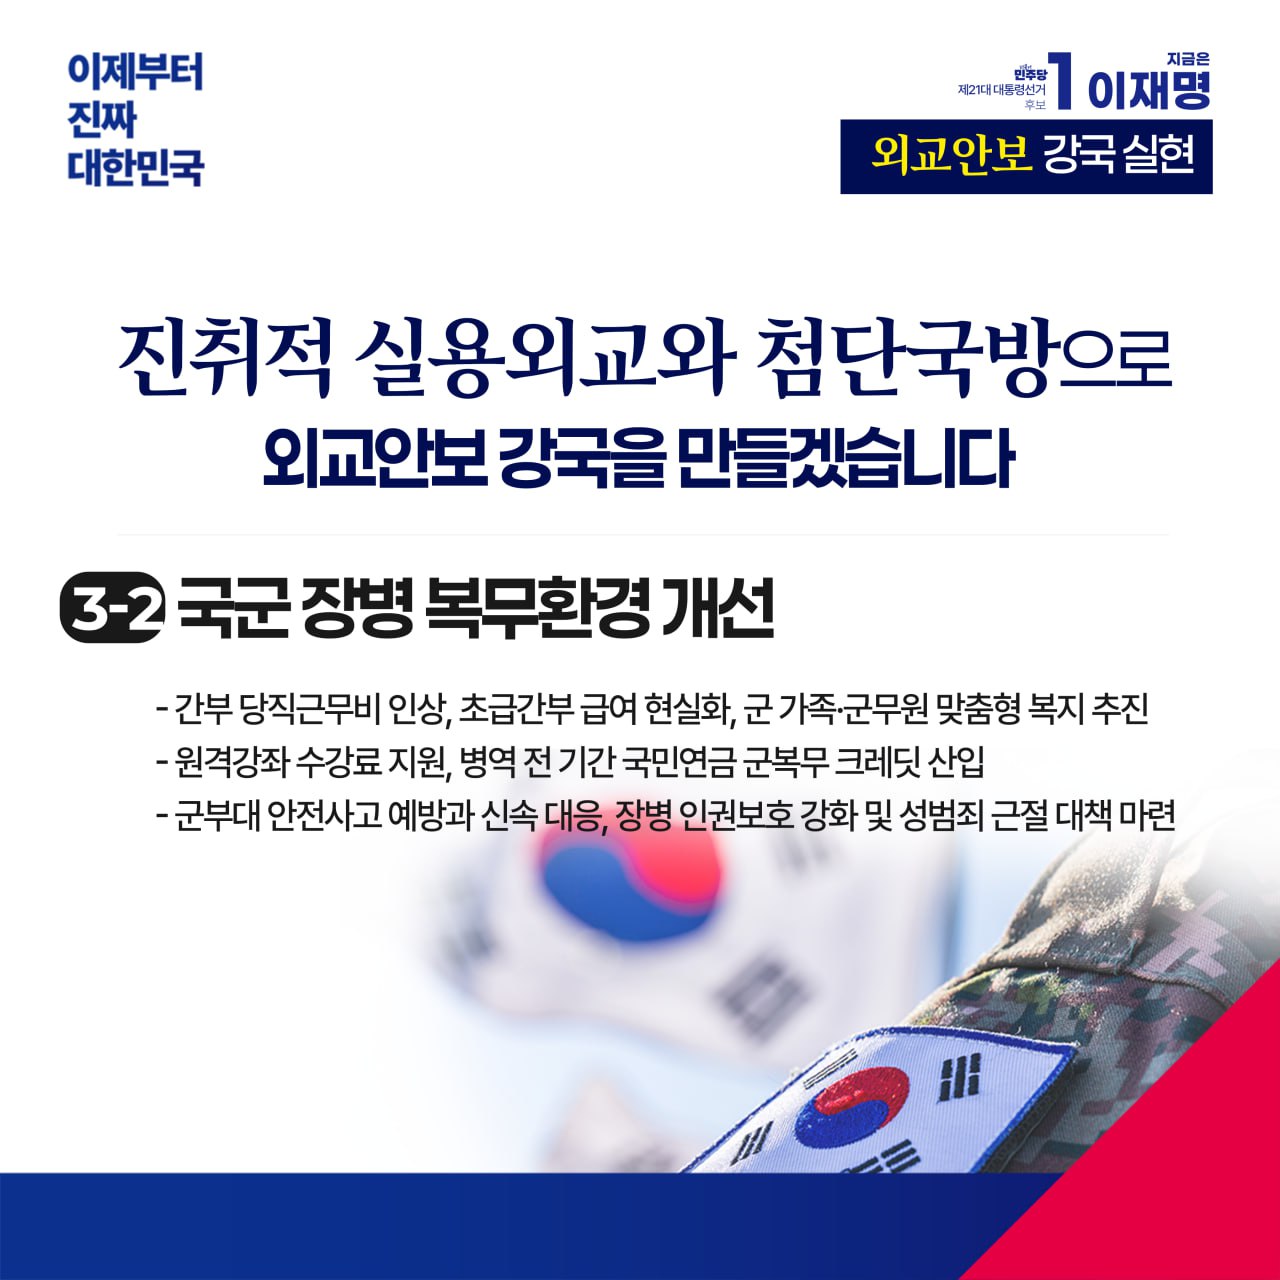 이제부터
진짜
대한민국
민주당
제21대 대통령선거
후보
1
지금은
이재명
외교안보 강국 실현
진취적 실용외교와 첨단국방으로
외교안보 강국을 만들겠습니다
3-2 국군 장병 복무환경 개선
- 간부 당직근무비 인상, 초급간부 급여 현실화, 군 가족·군무원 맞춤형 복지 추진
- 원격강좌 수강료 지원, 병역 전 기간 국민연금 군복무 크레딧 산입
- 군부대 안전사고 예방과 신속 대응, 장병 인권보호 강화 및 성범죄 근절 대책 마련